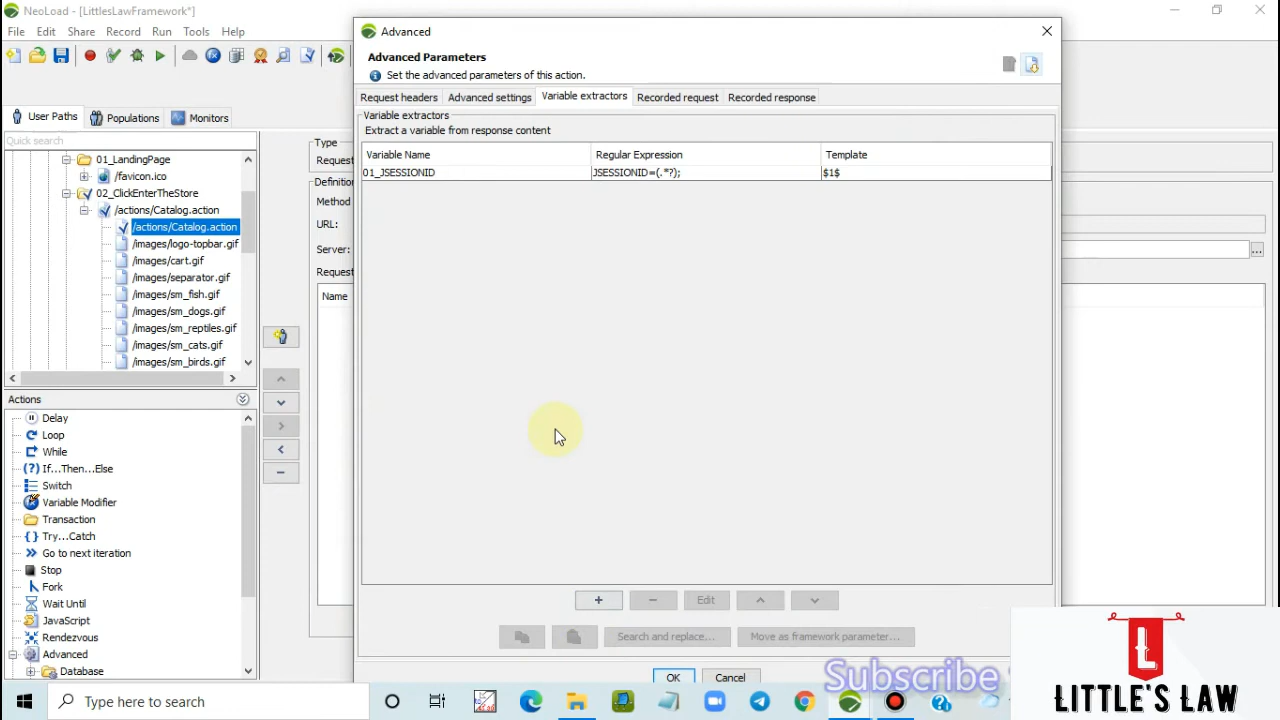 NeoLoad - [LittlesLawFramework*]
File Edit Share Record Run Tools Help
User Paths Populations Monitors
Quick search
01_LandingPage
/favicon.ico
02_ClickEnterTheStore
/actions/Catalog.action
/actions/Catalog.action
/images/logo-topbar.gif
/images/cart.gif
/images/separator.gif
/images/sm_fish.gif
/images/sm_dogs.gif
/images/sm_reptiles.gif
/images/sm_cats.gif
/images/sm_birds.gif
Actions
Delay
Loop
While
If...Then...Else
Switch
Variable Modifier
Transaction
Try...Catch
Go to next iteration
Stop
Fork
Wait Until
JavaScript
Rendezvous
Advanced
Database
Type
Request
Definitio
Method
URL:
Server:
Request
Name
Advanced
Advanced Parameters
Set the advanced parameters of this action.
Request headers Advanced settings Variable extractors Recorded request Recorded response
Variable extractors
Extract a variable from response content
Variable Name Regular Expression Template
01_JSESSIONID JSESSIONID=(.*?); $1$
+ − Edit
Search and replace... Move as framework parameter...
OK Cancel
Subscribe
L
LITTLE'S LAW
Type here to search